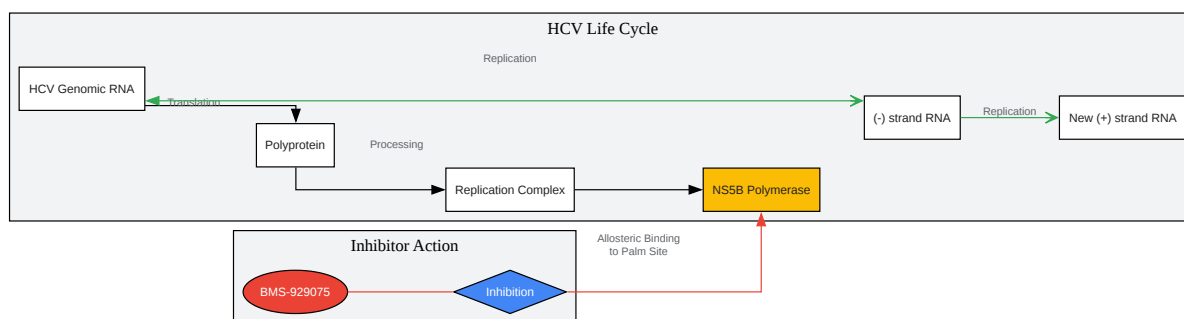 HCV Life Cycle
Replication
HCV Genomic RNA
Translation
(-) strand RNA
Replication
New (+) strand RNA
Polyprotein
Processing
Replication Complex
NS5B Polymerase
Inhibitor Action
Allosteric Binding
to Palm Site
BMS-929075
Inhibition